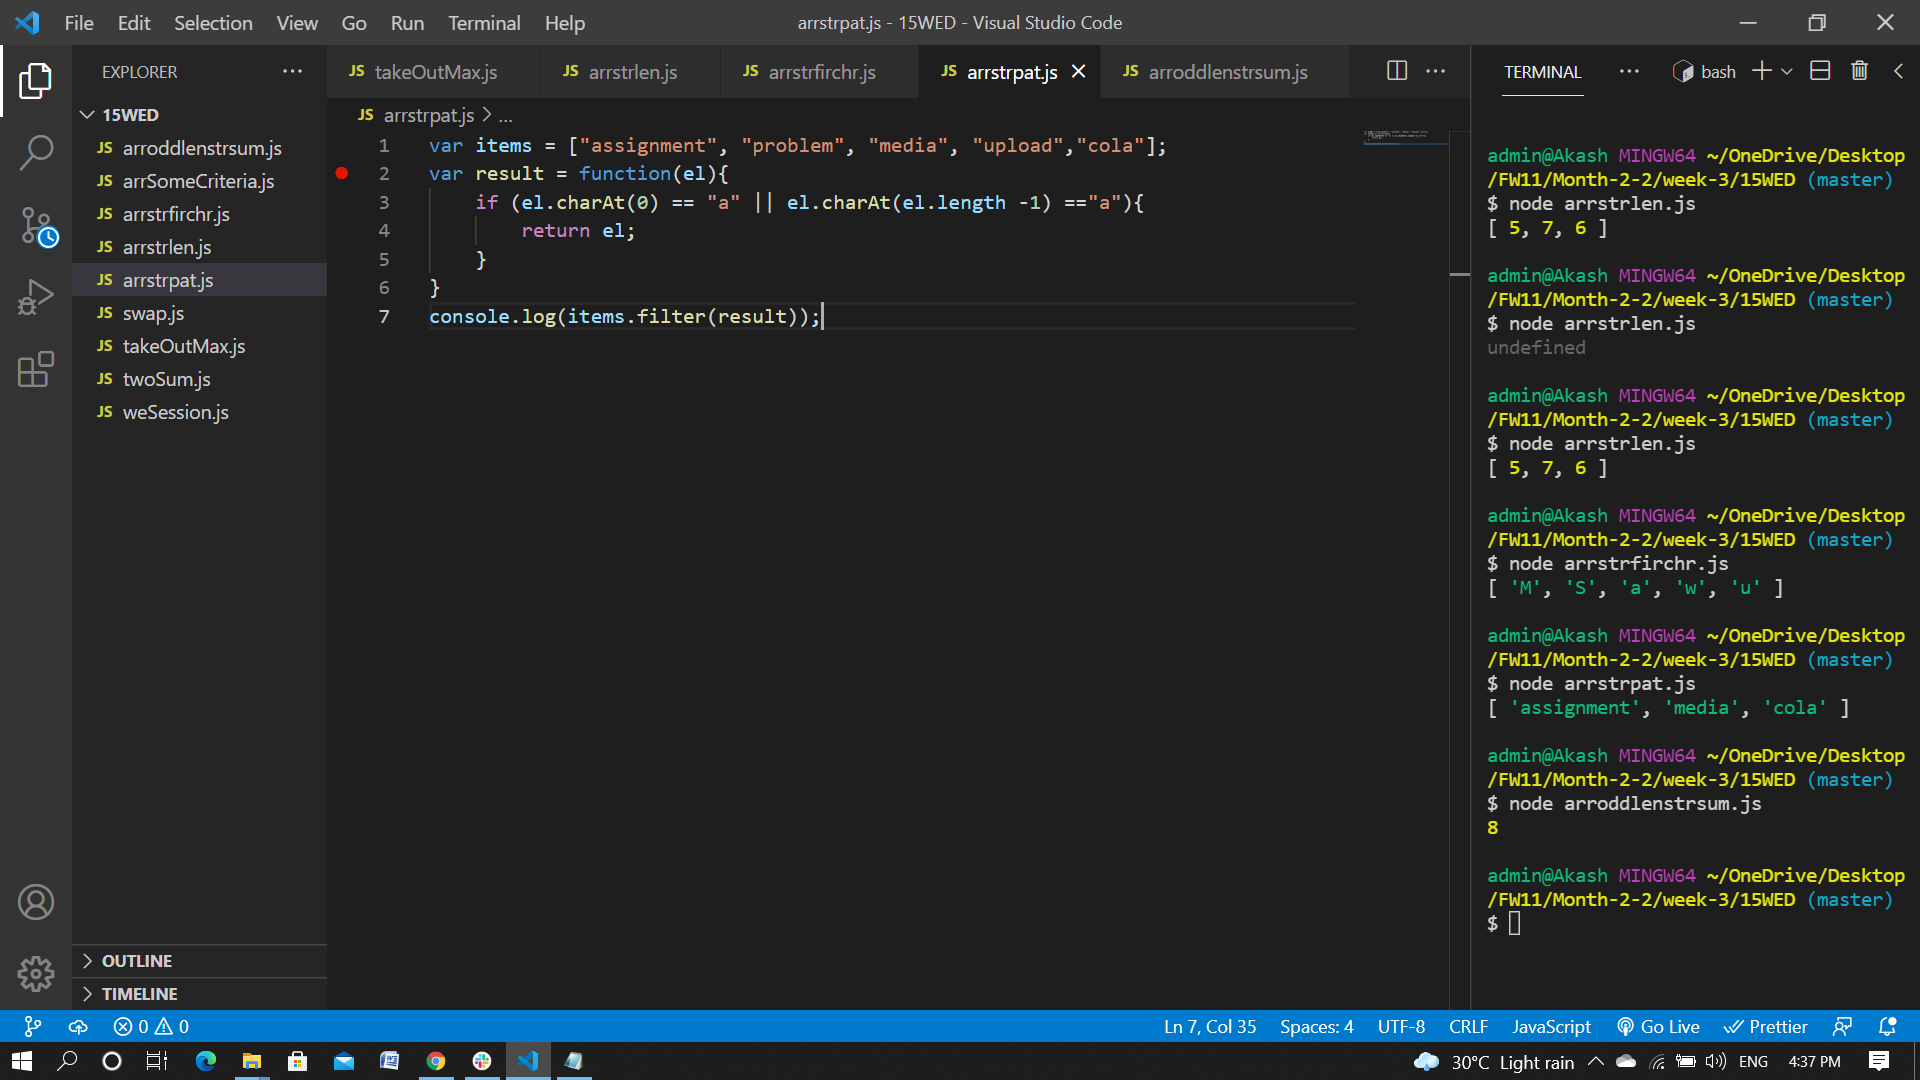 File Edit Selection View Go Run Terminal Help
arrstrpat.js - 15WED - Visual Studio Code
EXPLORER
15WED
JS arroddlenstrsum.js
JS arrSomeCriteria.js
JS arrstrfirchr.js
JS arrstrlen.js
JS arrstrpat.js
JS swap.js
JS takeOutMax.js
JS twoSum.js
JS weSession.js
OUTLINE
TIMELINE
JS takeOutMax.js JS arrstrlen.js JS arrstrfirchr.js JS arrstrpat.js JS arroddlenstrsum.js
JS arrstrpat.js > ...
1 var items = ["assignment", "problem", "media", "upload","cola"];
2 var result = function(el){
3 if (el.charAt(0) == "a" || el.charAt(el.length -1) =="a"){
4 return el;
5 }
6 }
7 console.log(items.filter(result));
TERMINAL bash
admin@Akash MINGW64 ~/OneDrive/Desktop
/FW11/Month-2-2/week-3/15WED (master)
$ node arrstrlen.js
[ 5, 7, 6 ]
admin@Akash MINGW64 ~/OneDrive/Desktop
/FW11/Month-2-2/week-3/15WED (master)
$ node arrstrlen.js
undefined
admin@Akash MINGW64 ~/OneDrive/Desktop
/FW11/Month-2-2/week-3/15WED (master)
$ node arrstrlen.js
[ 5, 7, 6 ]
admin@Akash MINGW64 ~/OneDrive/Desktop
/FW11/Month-2-2/week-3/15WED (master)
$ node arrstrfirchr.js
[ 'M', 'S', 'a', 'w', 'u' ]
admin@Akash MINGW64 ~/OneDrive/Desktop
/FW11/Month-2-2/week-3/15WED (master)
$ node arrstrpat.js
[ 'assignment', 'media', 'cola' ]
admin@Akash MINGW64 ~/OneDrive/Desktop
/FW11/Month-2-2/week-3/15WED (master)
$ node arroddlenstrsum.js
8
admin@Akash MINGW64 ~/OneDrive/Desktop
/FW11/Month-2-2/week-3/15WED (master)
$
0 0 Ln 7, Col 35 Spaces: 4 UTF-8 CRLF JavaScript Go Live Prettier
30°C Light rain ENG 4:37 PM